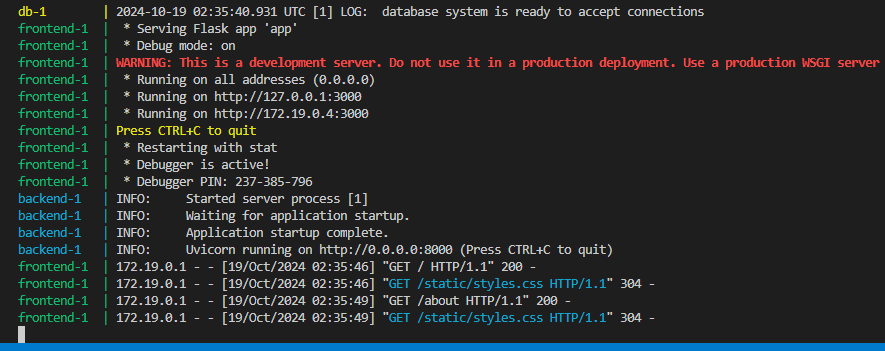 db-1 | 2024-10-19 02:35:40.931 UTC [1] LOG: database system is ready to accept connections
frontend-1 | * Serving Flask app 'app'
frontend-1 | * Debug mode: on
frontend-1 | WARNING: This is a development server. Do not use it in a production deployment. Use a production WSGI server
frontend-1 | * Running on all addresses (0.0.0.0)
frontend-1 | * Running on http://127.0.0.1:3000
frontend-1 | * Running on http://172.19.0.4:3000
frontend-1 | Press CTRL+C to quit
frontend-1 | * Restarting with stat
frontend-1 | * Debugger is active!
frontend-1 | * Debugger PIN: 237-385-796
backend-1 | INFO: Started server process [1]
backend-1 | INFO: Waiting for application startup.
backend-1 | INFO: Application startup complete.
backend-1 | INFO: Uvicorn running on http://0.0.0.0:8000 (Press CTRL+C to quit)
frontend-1 | 172.19.0.1 - - [19/Oct/2024 02:35:46] "GET / HTTP/1.1" 200 -
frontend-1 | 172.19.0.1 - - [19/Oct/2024 02:35:46] "GET /static/styles.css HTTP/1.1" 304 -
frontend-1 | 172.19.0.1 - - [19/Oct/2024 02:35:49] "GET /about HTTP/1.1" 200 -
frontend-1 | 172.19.0.1 - - [19/Oct/2024 02:35:49] "GET /static/styles.css HTTP/1.1" 304 -